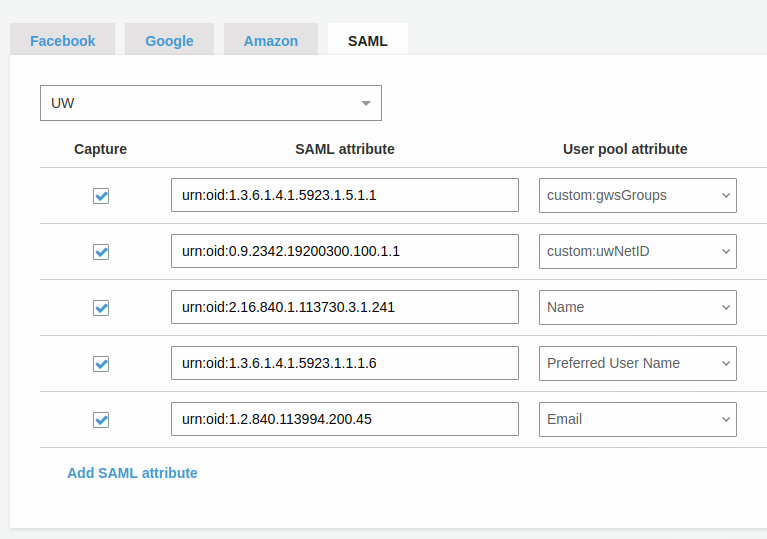 Facebook Google Amazon SAML
UW
Capture SAML attribute User pool attribute
urn:oid:1.3.6.1.4.1.5923.1.5.1.1 custom:gwsGroups
urn:oid:0.9.2342.19200300.100.1.1 custom:uwNetID
urn:oid:2.16.840.1.113730.3.1.241 Name
urn:oid:1.3.6.1.4.1.5923.1.1.1.6 Preferred User Name
urn:oid:1.2.840.113994.200.45 Email
Add SAML attribute